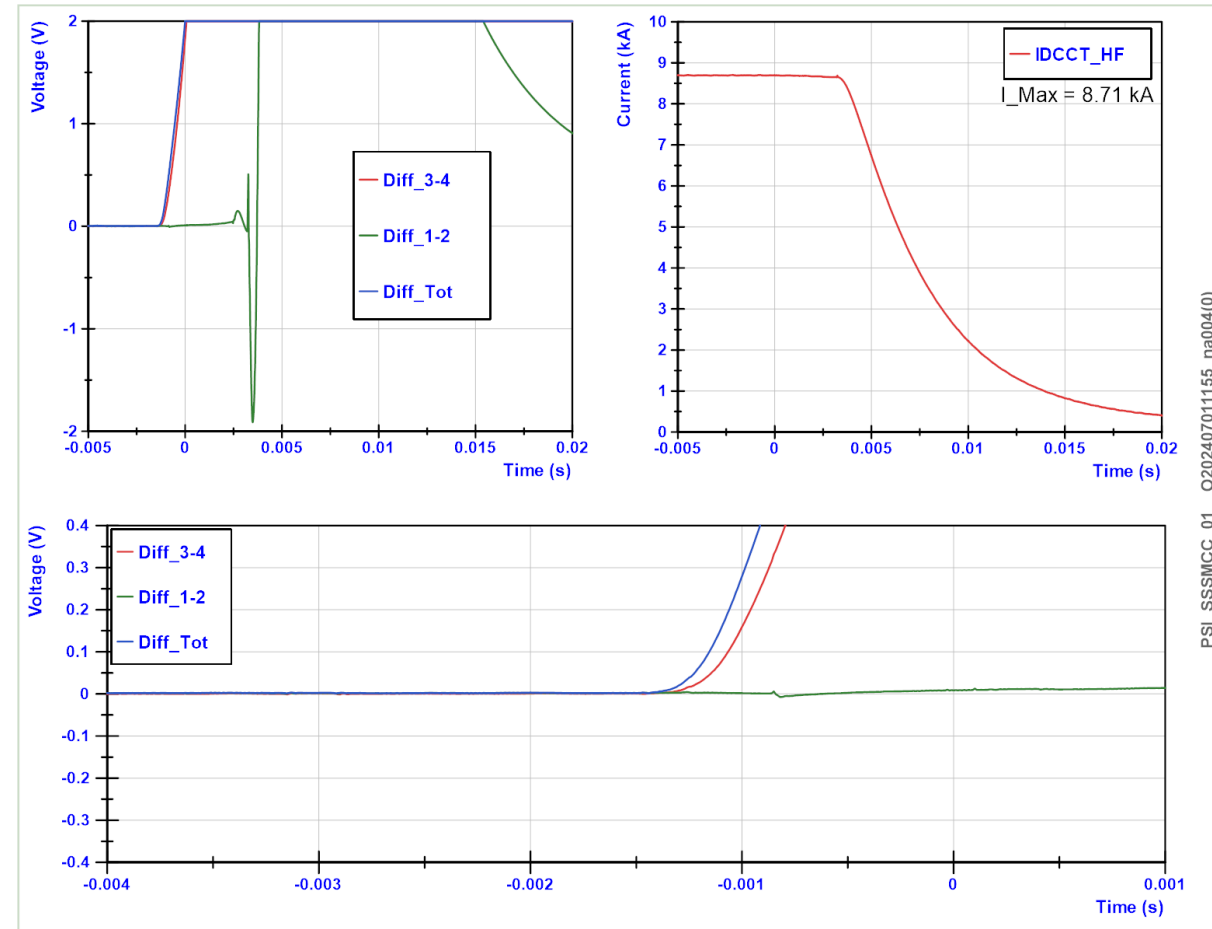 Voltage (V)
2
1
0
-1
-2
-0.005
0
0.005
0.01
0.015
0.02
Time (s)
Diff_3-4
Diff_1-2
Diff_Tot
Current (kA)
10
9
8
7
6
5
4
3
2
1
0
-0.005
0
0.005
0.01
0.015
0.02
Time (s)
IDCCT_HF
I_Max = 8.71 kA
Voltage (V)
0.4
0.3
0.2
0.1
0
-0.1
-0.2
-0.3
-0.4
-0.004
-0.003
-0.002
-0.001
0
0.001
Time (s)
Diff_3-4
Diff_1-2
Diff_Tot
PSI_SSSMCC_01 O202407011155_na004(0)